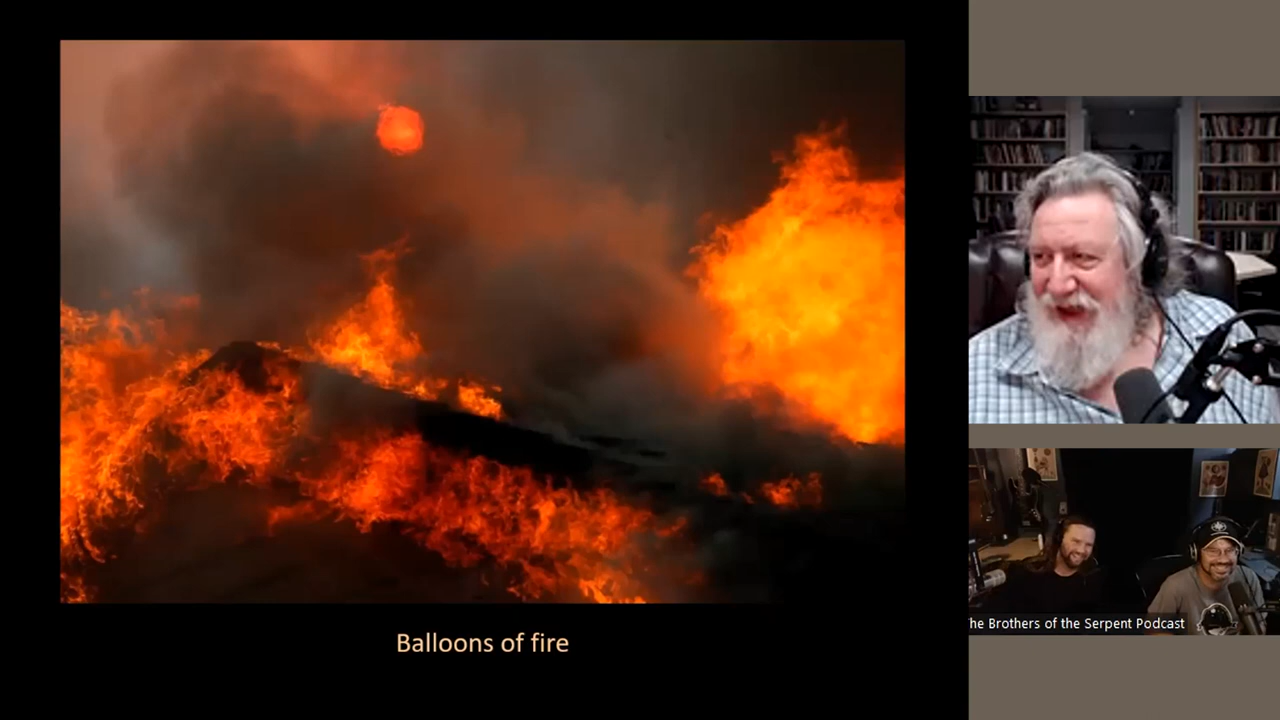 Balloons of fire
he Brothers of the Serpent Podcast